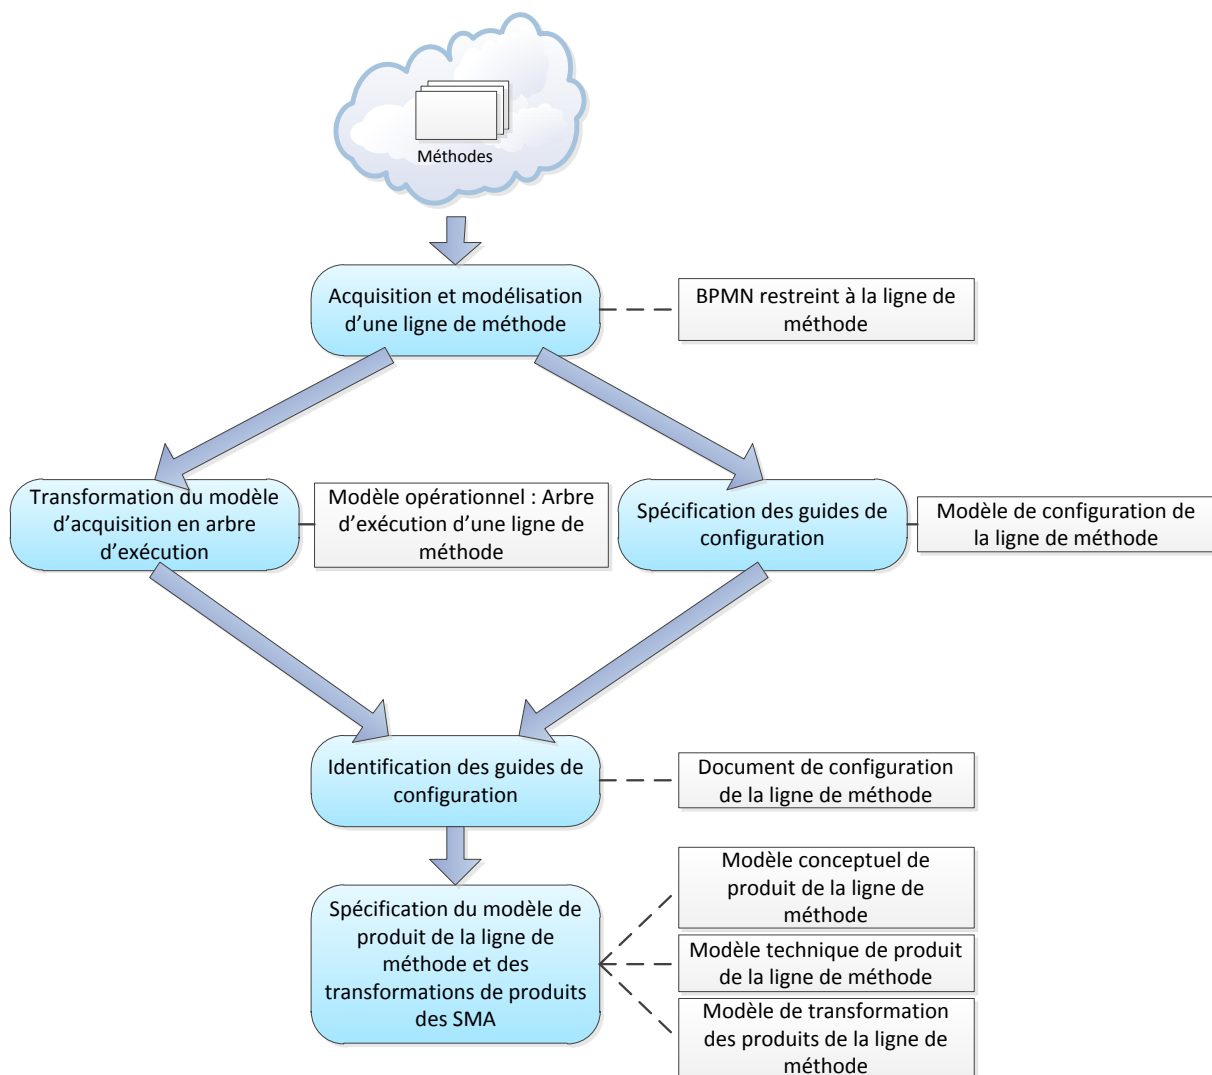 Méthodes
Acquisition et modélisation
d’une ligne de méthode
BPMN restreint à la ligne de
méthode
Transformation du modèle
d’acquisition en arbre
d’exécution
Modèle opérationnel : Arbre
d’exécution d’une ligne de
méthode
Spécification des guides de
configuration
Modèle de configuration de
la ligne de méthode
Identification des guides de
configuration
Document de configuration
de la ligne de méthode
Spécification du modèle de
produit de la ligne de
méthode et des
transformations de produits
des SMA
Modèle conceptuel de
produit de la ligne de
méthode
Modèle technique de produit
de la ligne de méthode
Modèle de transformation
des produits de la ligne de
méthode